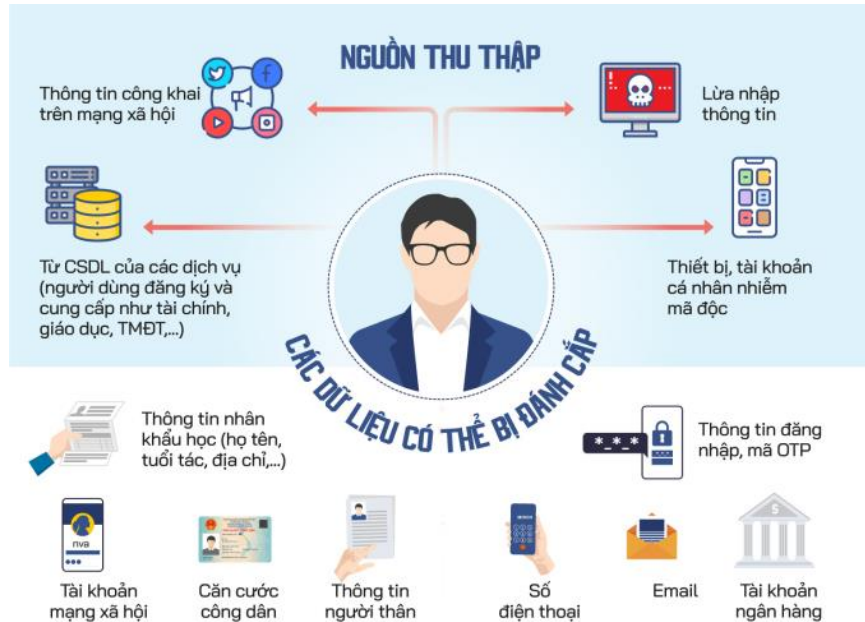 NGUỒN THU THẬP
Thông tin công khai
trên mạng xã hội
Lừa nhập
thông tin
Từ CSDL của các dịch vụ
(người dùng đăng ký và
cung cấp như tài chính,
giáo dục, TMĐT,...)
Thiết bị, tài khoản
cá nhân nhiễm
mã độc
CÁC DỮ LIỆU CÓ THỂ BỊ ĐÁNH CẮP
Thông tin nhân
khẩu học (họ tên,
tuổi tác, địa chỉ,...)
*_*_*
Thông tin đăng
nhập, mã OTP
nva
Tài khoản
mạng xã hội
Căn cước
công dân
Thông tin
người thân
Số
điện thoại
Email
$
Tài khoản
ngân hàng